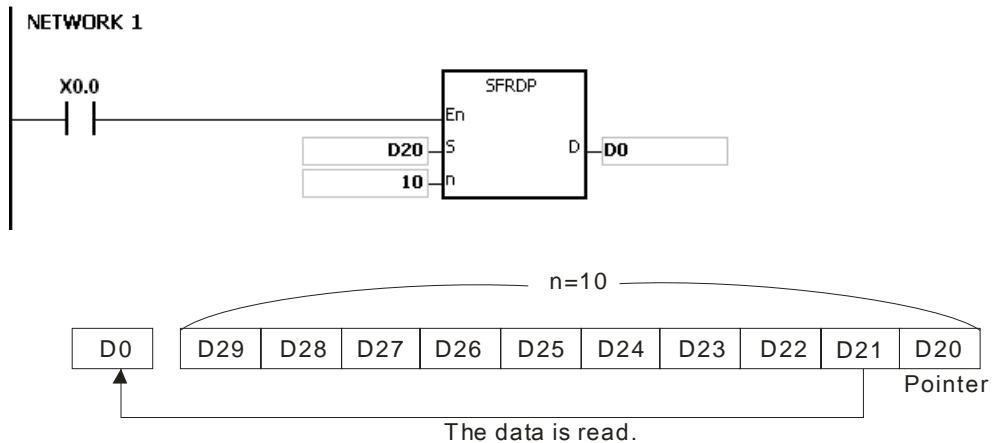 NETWORK 1
X0.0
SFRDP
En
D20 S D D0
10 n
n=10
D0 D29 D28 D27 D26 D25 D24 D23 D22 D21 D20
Pointer
The data is read.